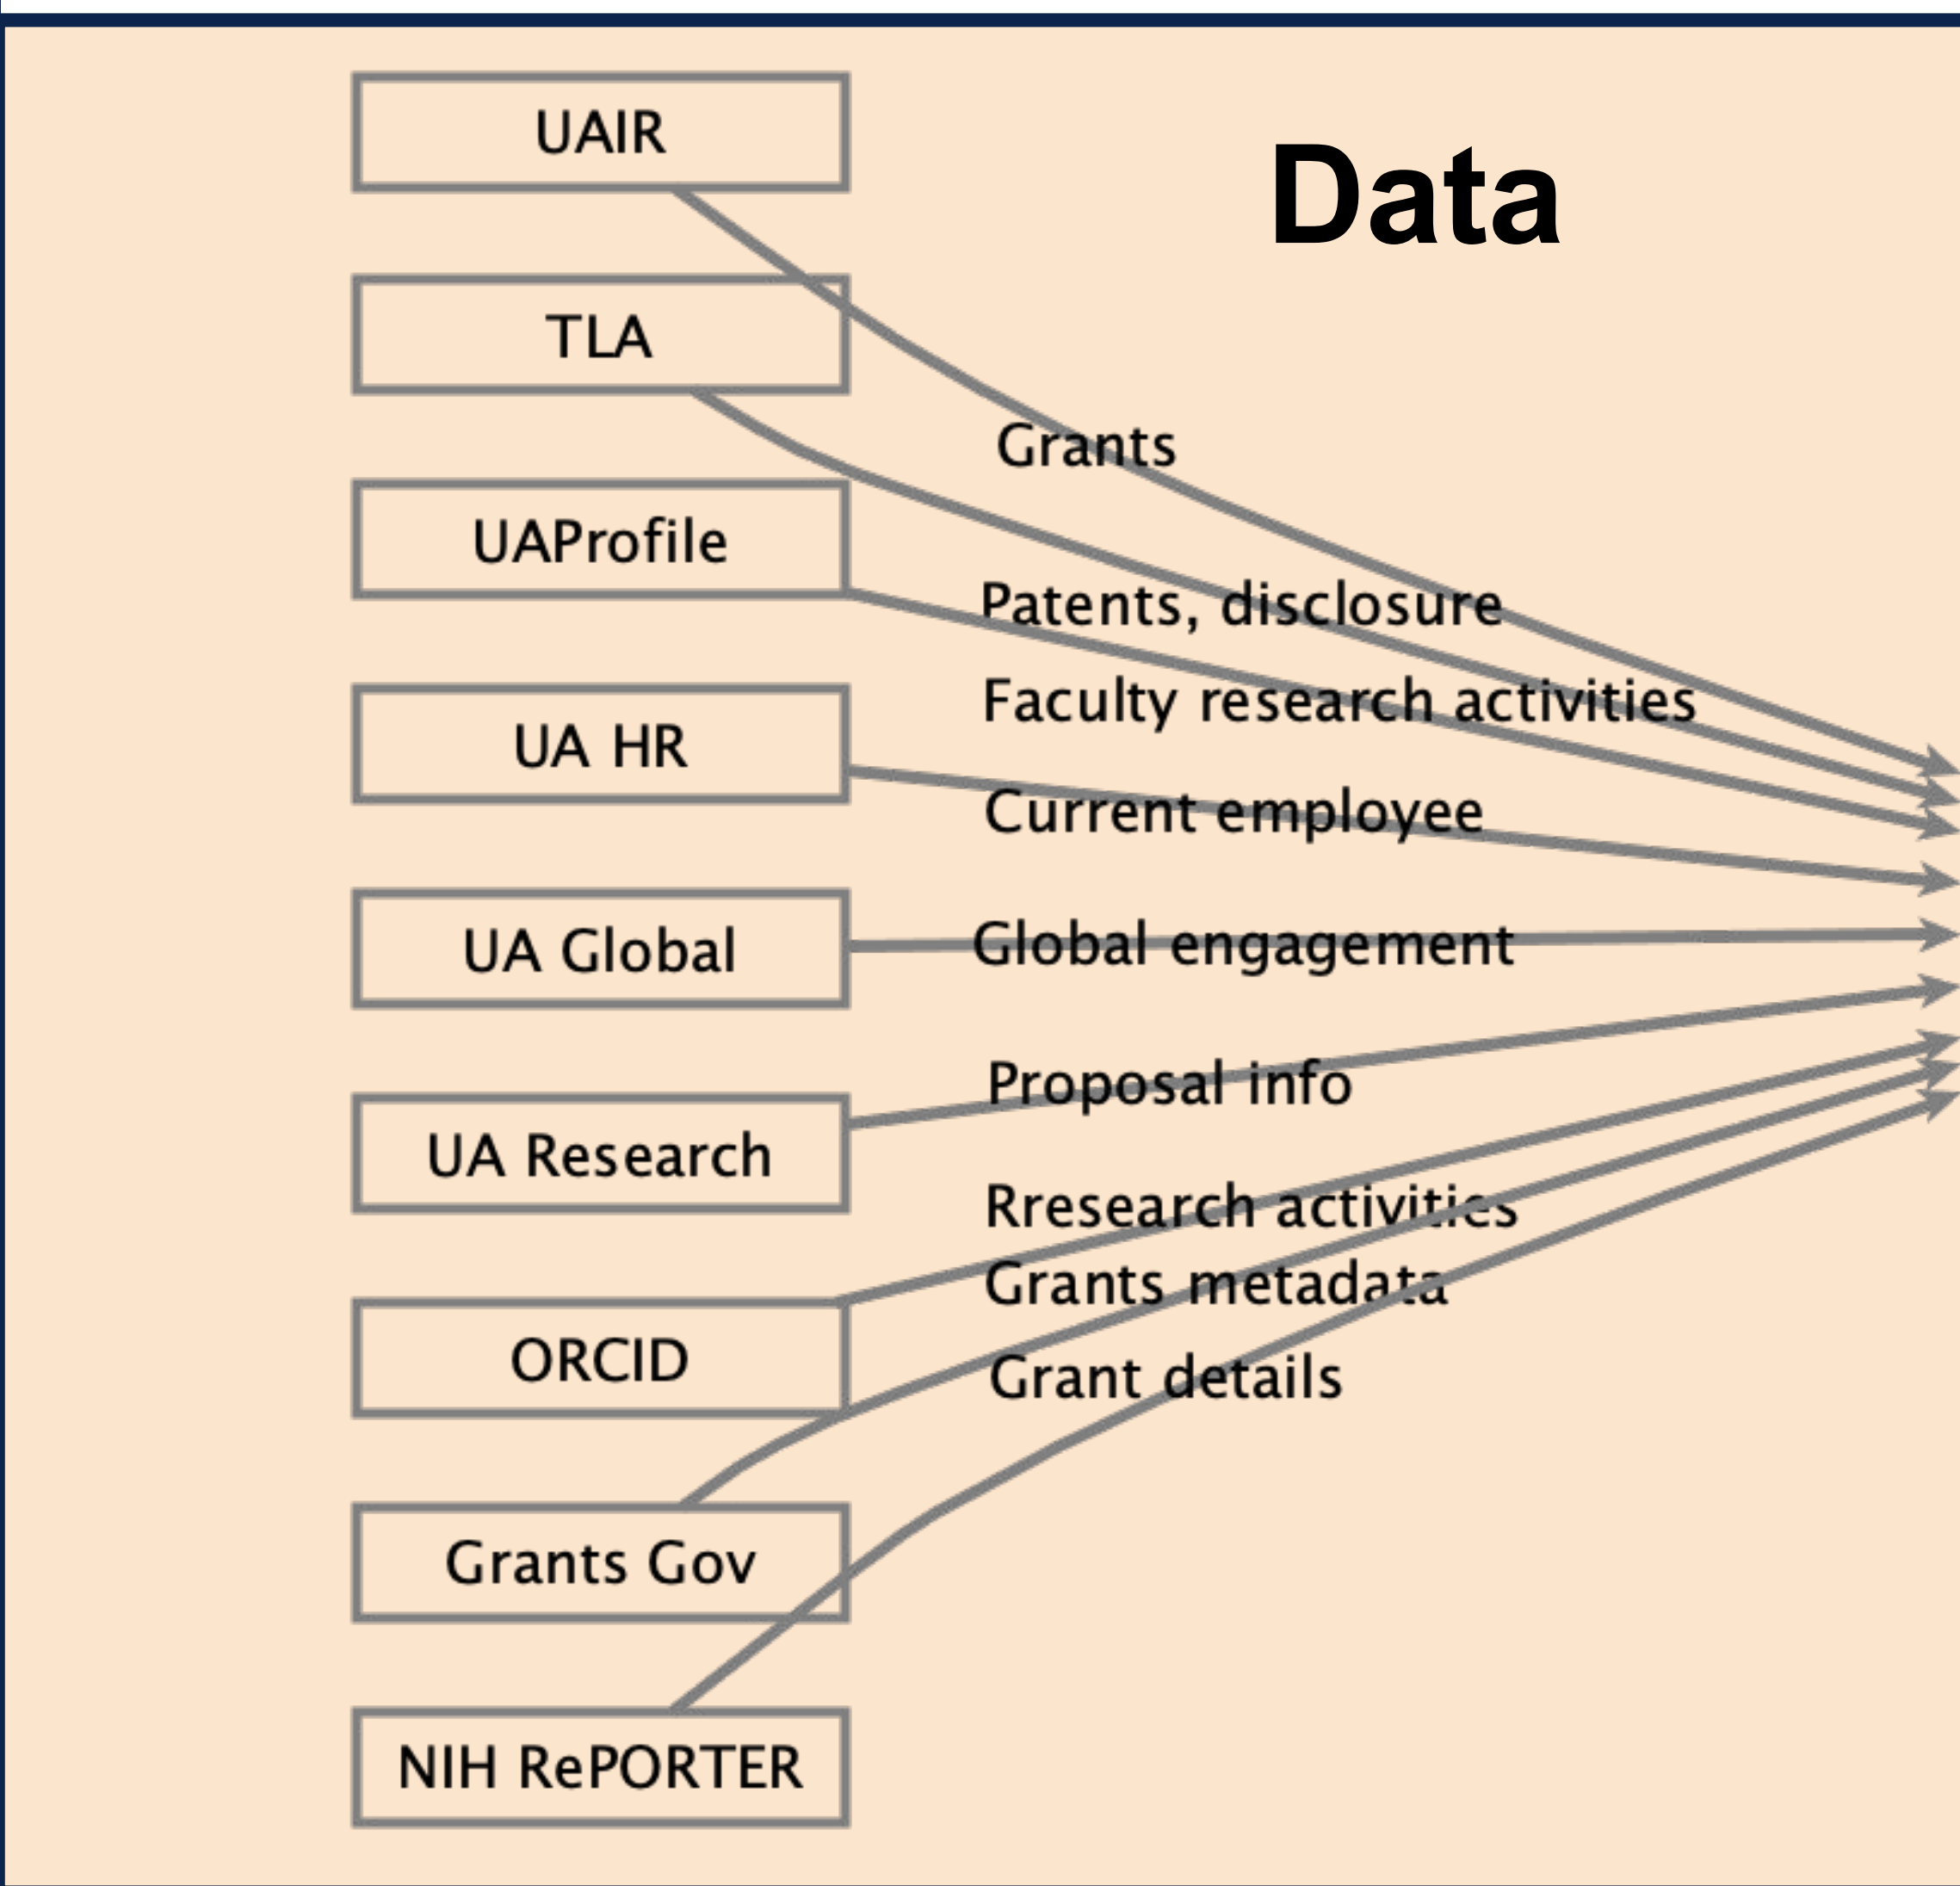 UAIR
Data
TLA
Grants
UAProfile
Patents, disclosure
Faculty research activities
UA HR
Current employee
UA Global
Global engagement
Proposal info
UA Research
Rresearch activities
Grants metadata
ORCID
Grant details
Grants Gov
NIH RePORTER